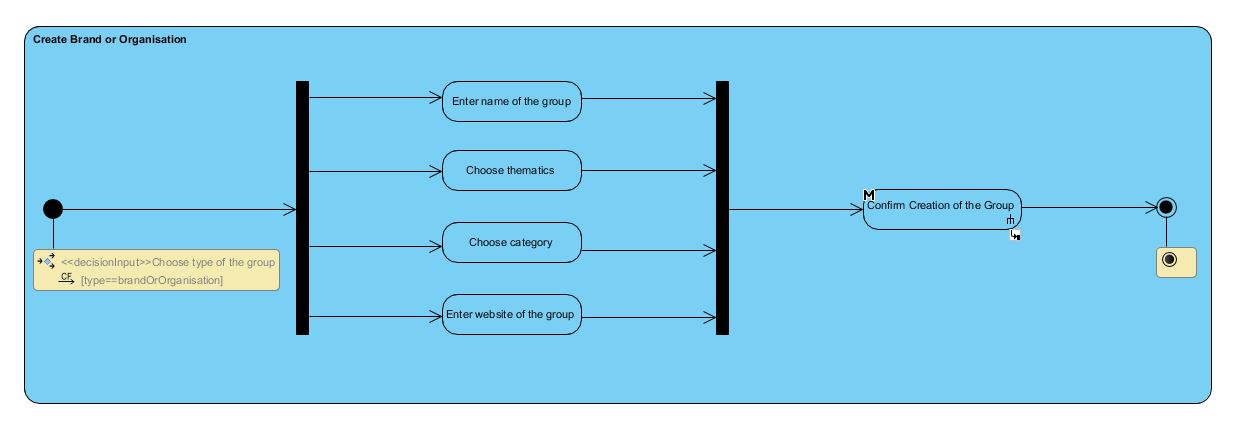 Create Brand or Organisation
Enter name of the group
Choose thematics
M
Confirm Creation of the Group
Choose category
<<decisionInput>>Choose type of the group
CF
[type==brandOrOrganisation]
Enter website of the group